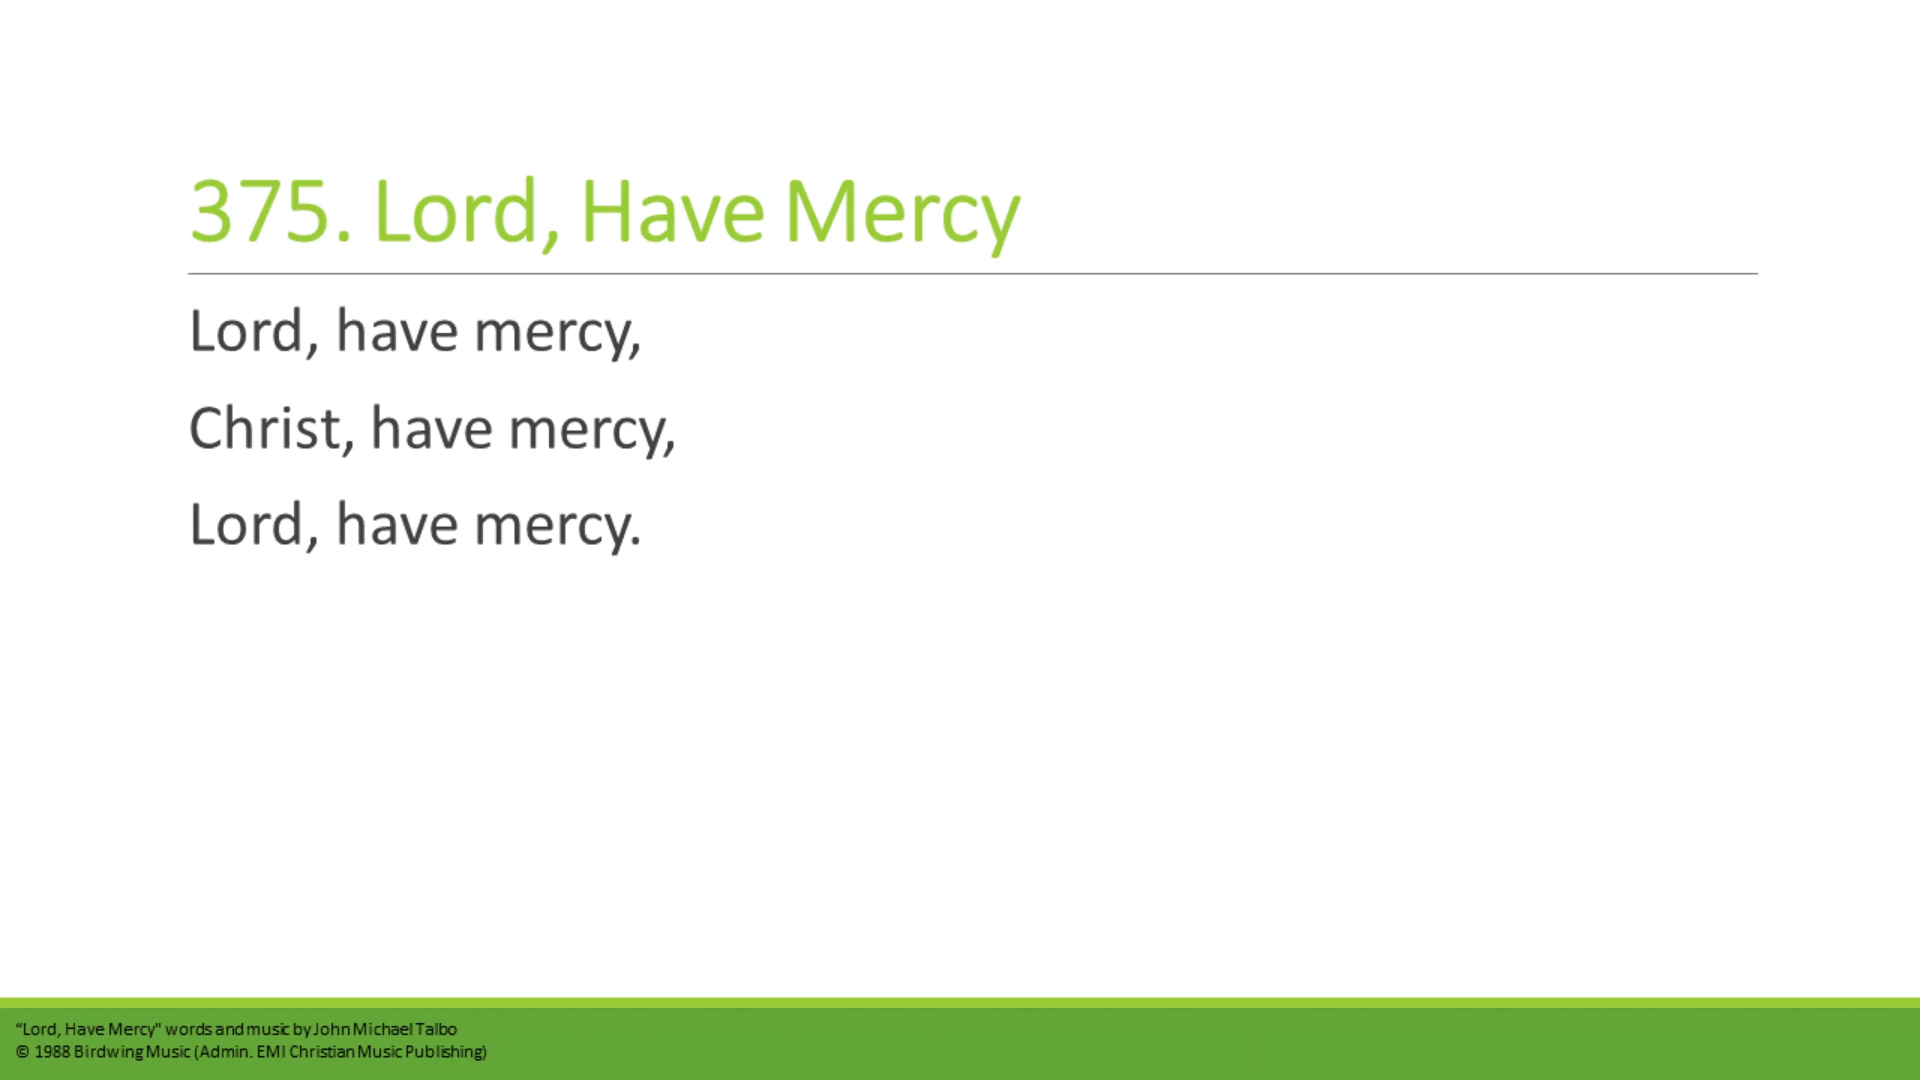 375. Lord, Have Mercy
Lord, have mercy,
Christ, have mercy,
Lord, have mercy.
“Lord, Have Mercy" words and music by John Michael Talbo
© 1988 Birdwing Music (Admin. EMI Christian Music Publishing)